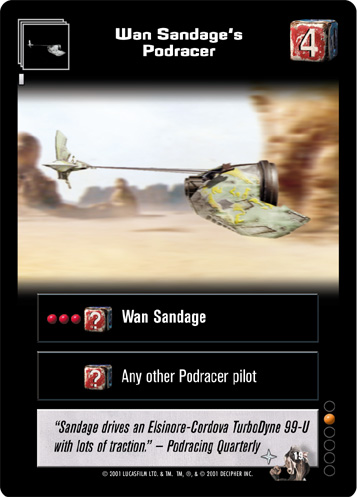 Wan Sandage's
Podracer
4
? Wan Sandage
? Any other Podracer pilot
"Sandage drives an Elsinore-Cordova TurboDyne 99-U
with lots of traction." – Podracing Quarterly
© 2001 LUCASFILM LTD. & TM. TM, ®, & © 2001 DECIPHER INC.